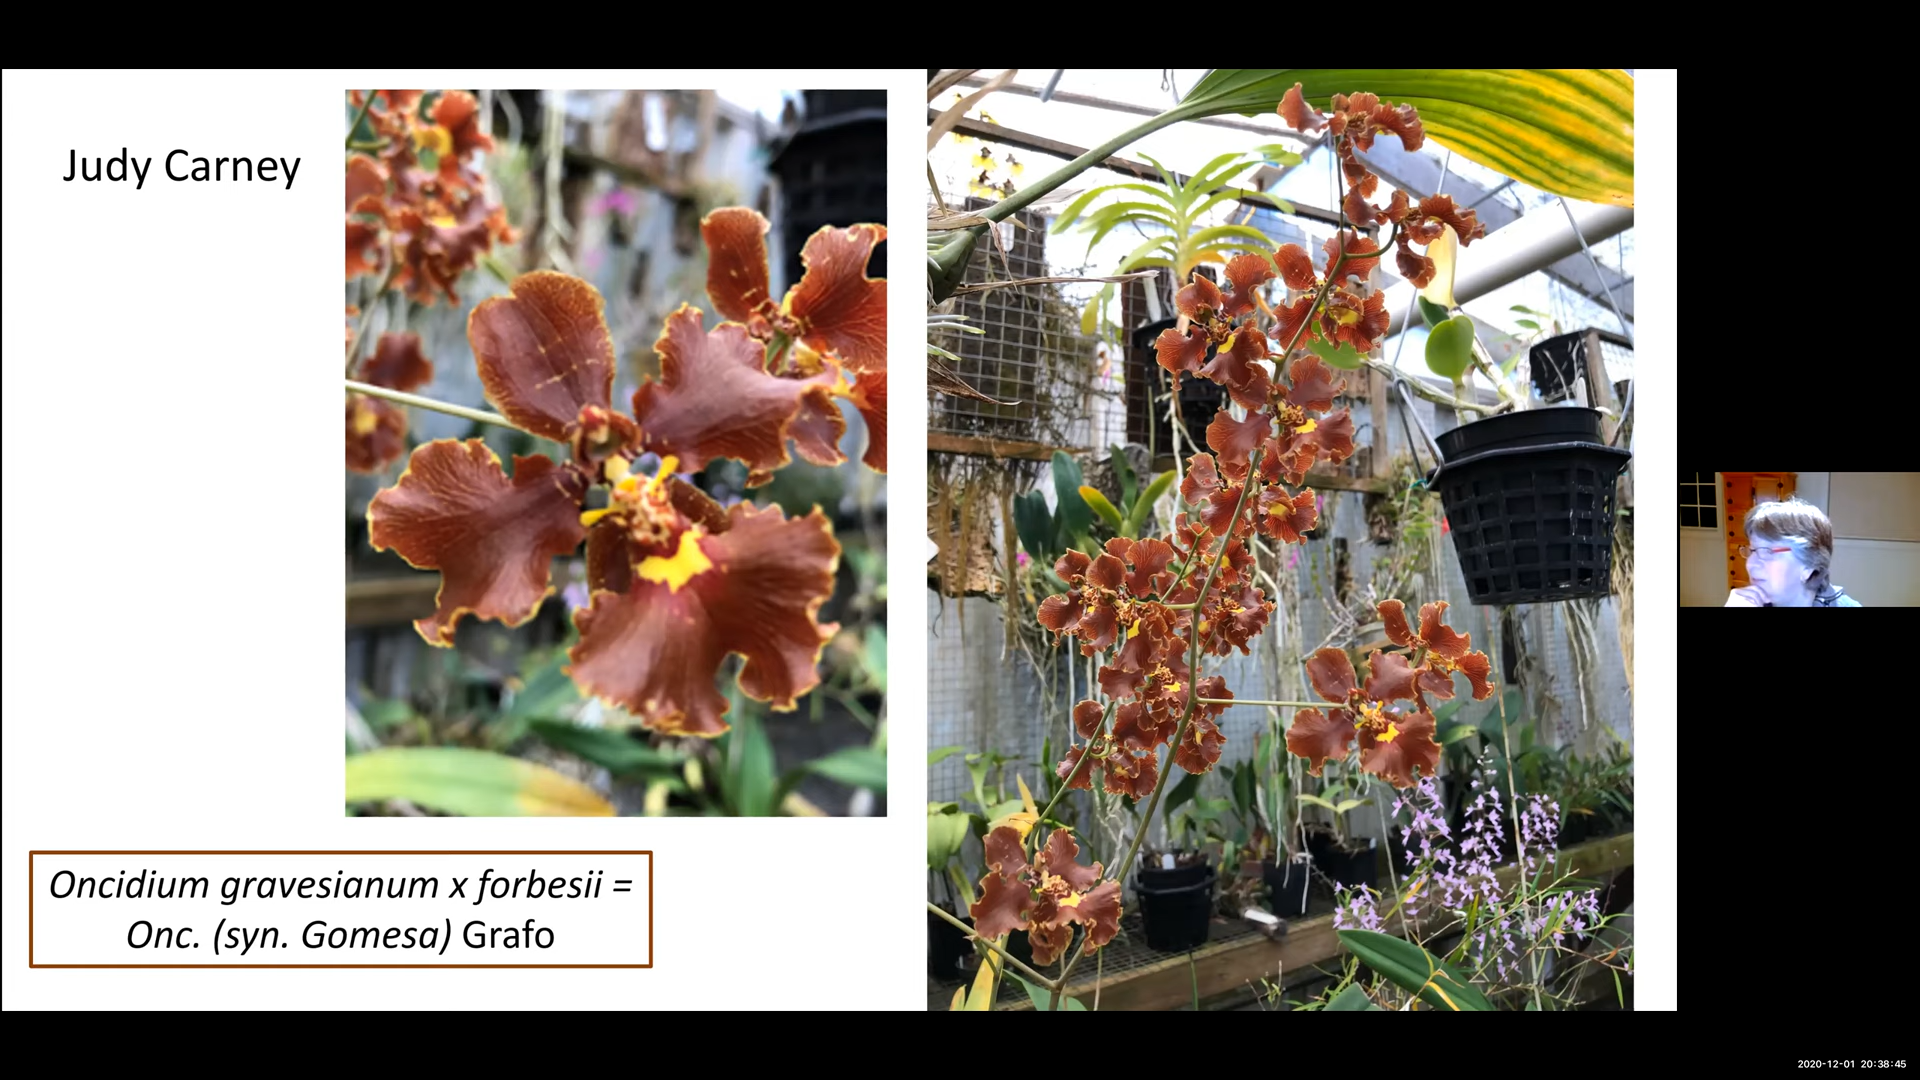 Judy Carney
Oncidium gravesianum x forbesii =
Onc. (syn. Gomesa) Grafo
2020-12-01 20:38:45